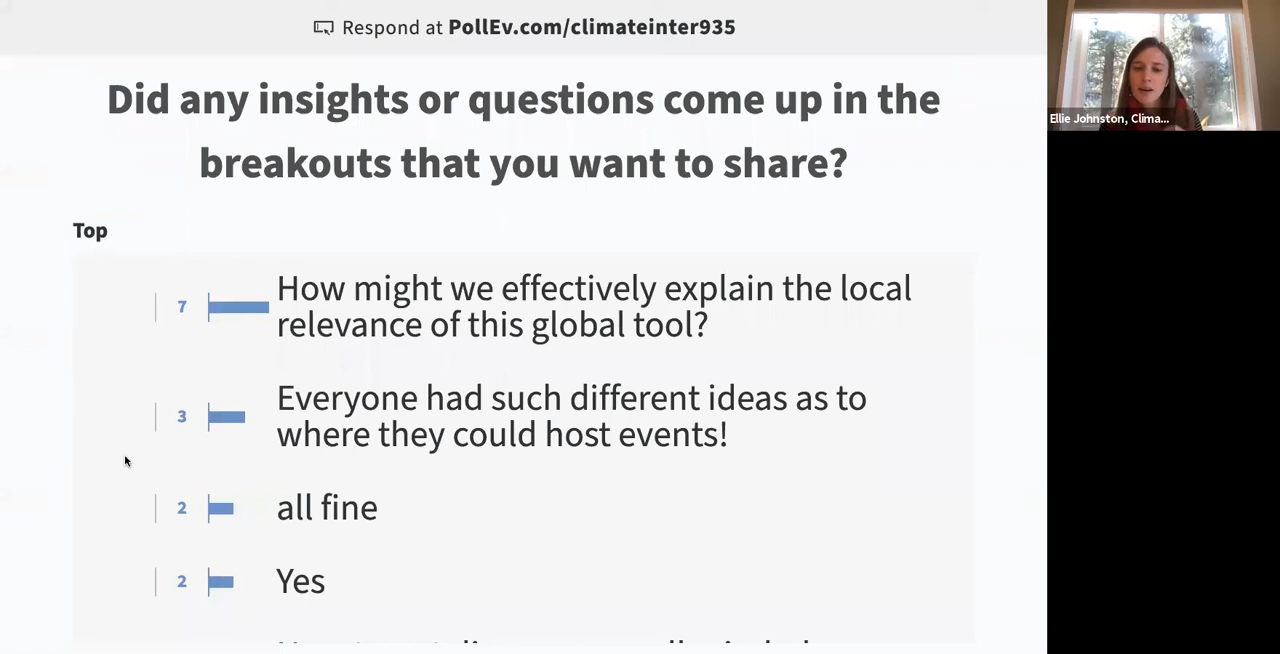 Respond at PollEv.com/climateinter935
Did any insights or questions come up in the
breakouts that you want to share?
Top
7
How might we effectively explain the local
relevance of this global tool?
3
Everyone had such different ideas as to
where they could host events!
2
all fine
2
Yes
Ellie Johnston, Clima...